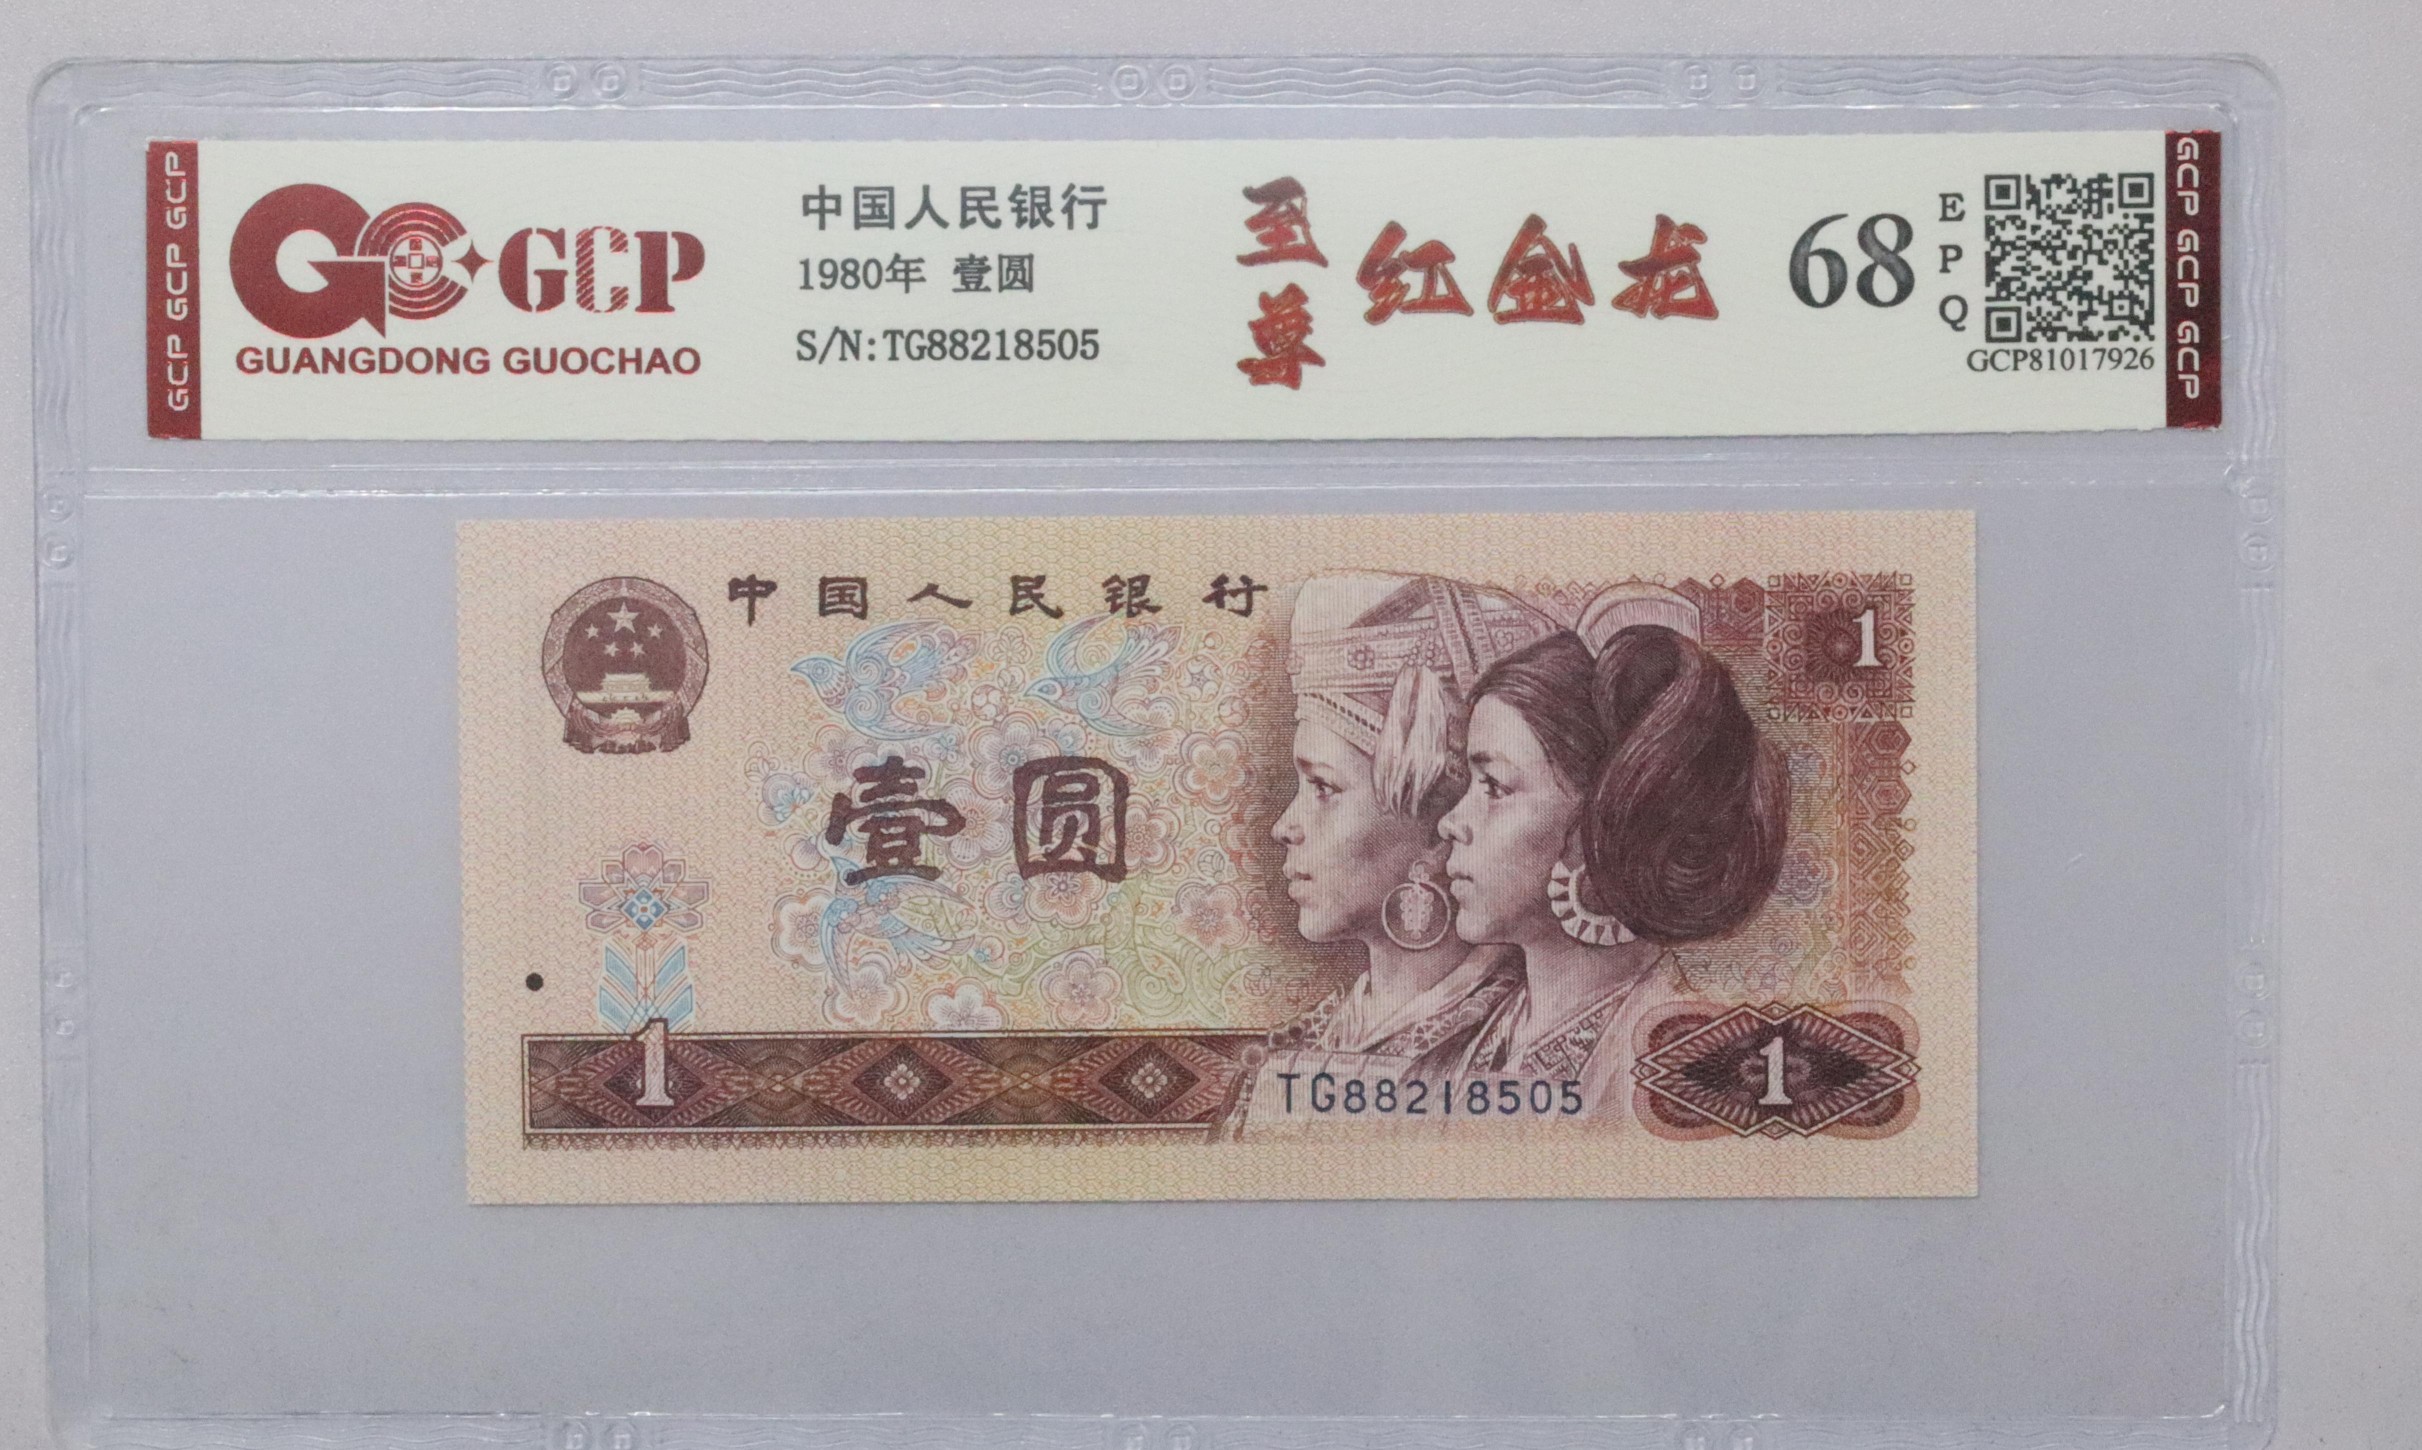 GCP GCP GCP
GCP
GUANGDONG GUOCHAO
中国人民银行
1980年 壹圆
S/N:TG88218505
至尊
红金龙
68
EPQ
GCP81017926
GCP GCP GCP
中国人民银行
1
壹圆
1
TG88218505
1